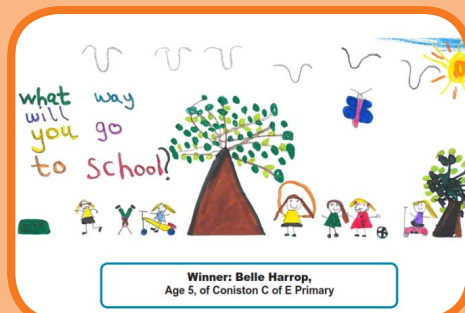 what way
will
you go
to school?
Winner: Belle Harrop,
Age 5, of Coniston C of E Primary